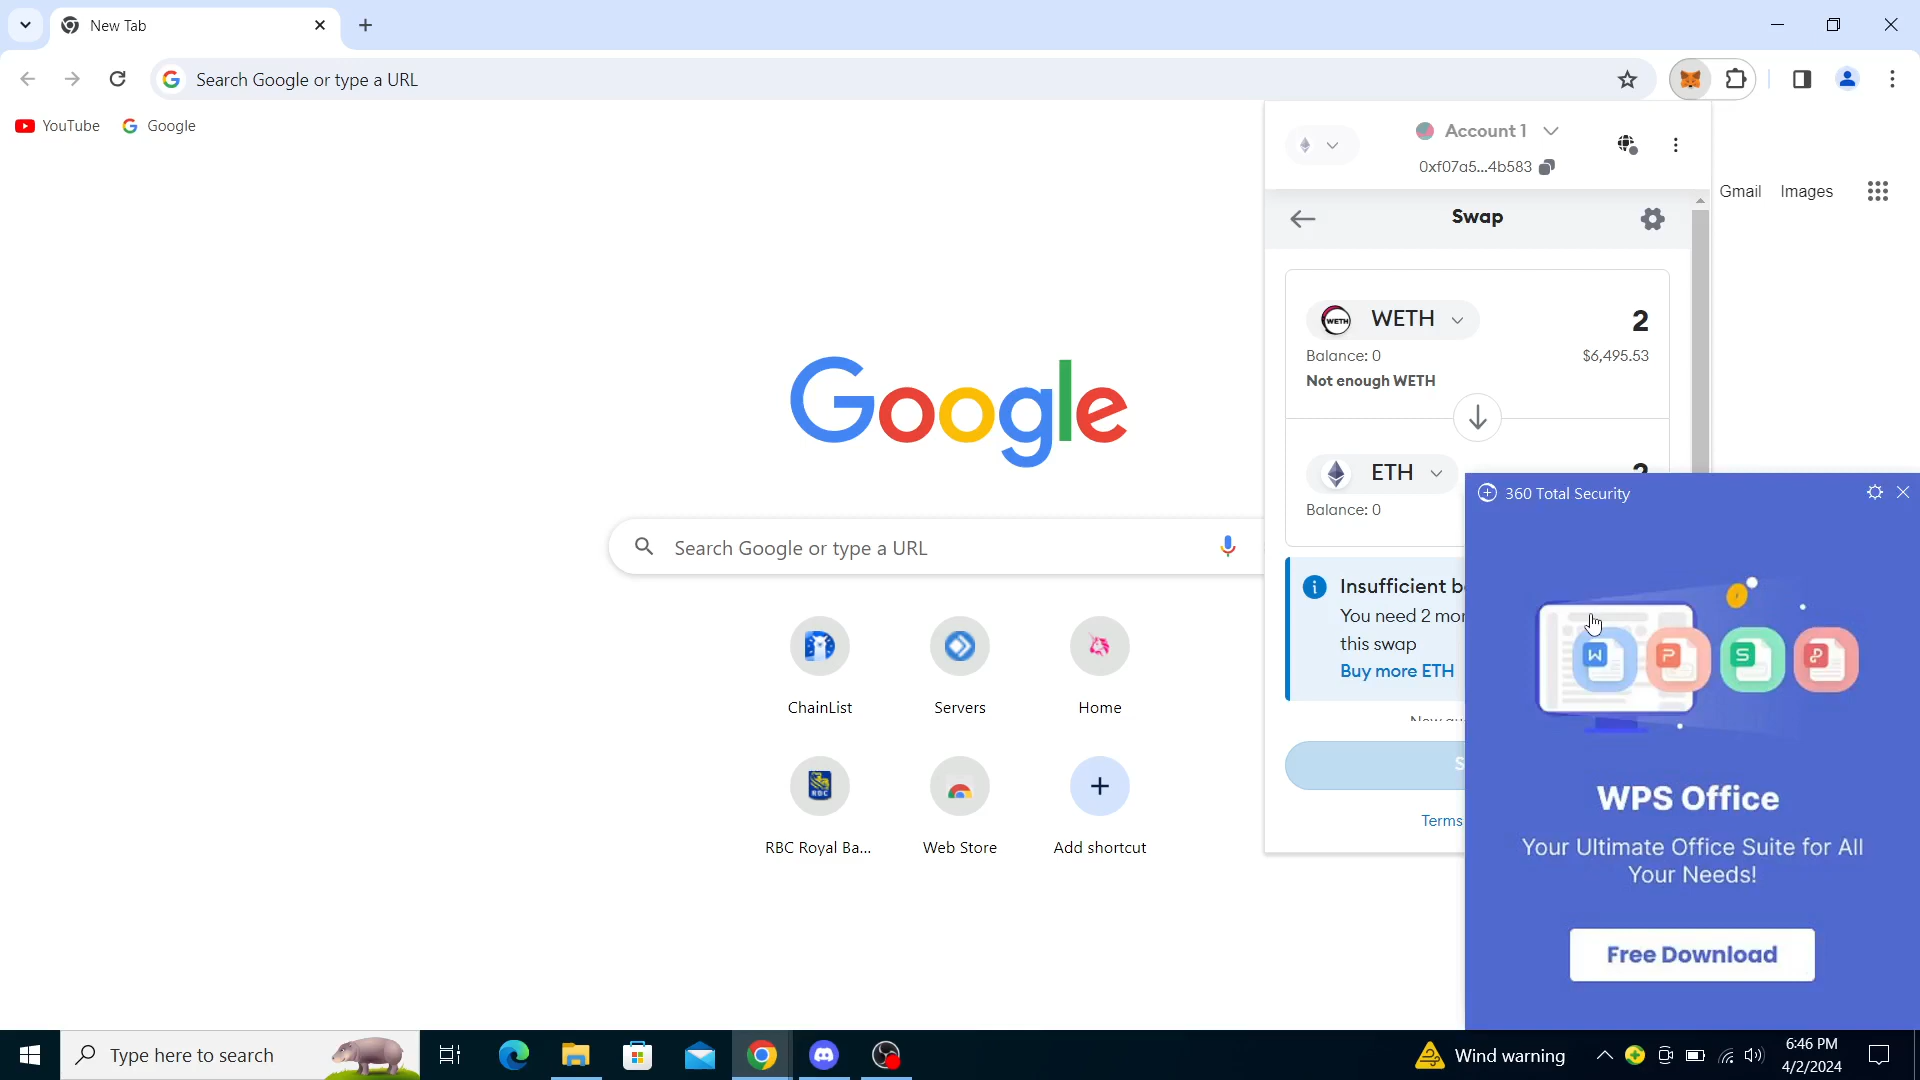 New Tab
Search Google or type a URL
YouTube
Google
Account 1
0xf07a5...4b583
Gmail
Images
Swap
WETH
WETH
2
Balance: 0
$6,495.53
Not enough WETH
Google
ETH
Balance: 0
360 Total Security
Search Google or type a URL
Insufficient b
You need 2 mor
this swap
Buy more ETH
W
P
S
P
ChainList
Servers
Home
WPS Office
RBC
RBC Royal Ba...
Web Store
Add shortcut
Terms
Your Ultimate Office Suite for All
Your Needs!
Free Download
Type here to search
Wind warning
6:46 PM
4/2/2024